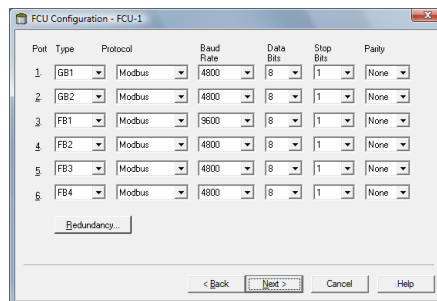 FCU Configuration - FCU-1
Port Type Protocol Baud Rate Data Bits Stop Bits Parity
1. GB1 Modbus 4800 8 1 None
2. GB2 Modbus 4800 8 1 None
3. FB1 Modbus 9600 8 1 None
4. FB2 Modbus 4800 8 1 None
5. FB3 Modbus 4800 8 1 None
6. FB4 Modbus 4800 8 1 None
Redundancy...
< Back Next > Cancel Help